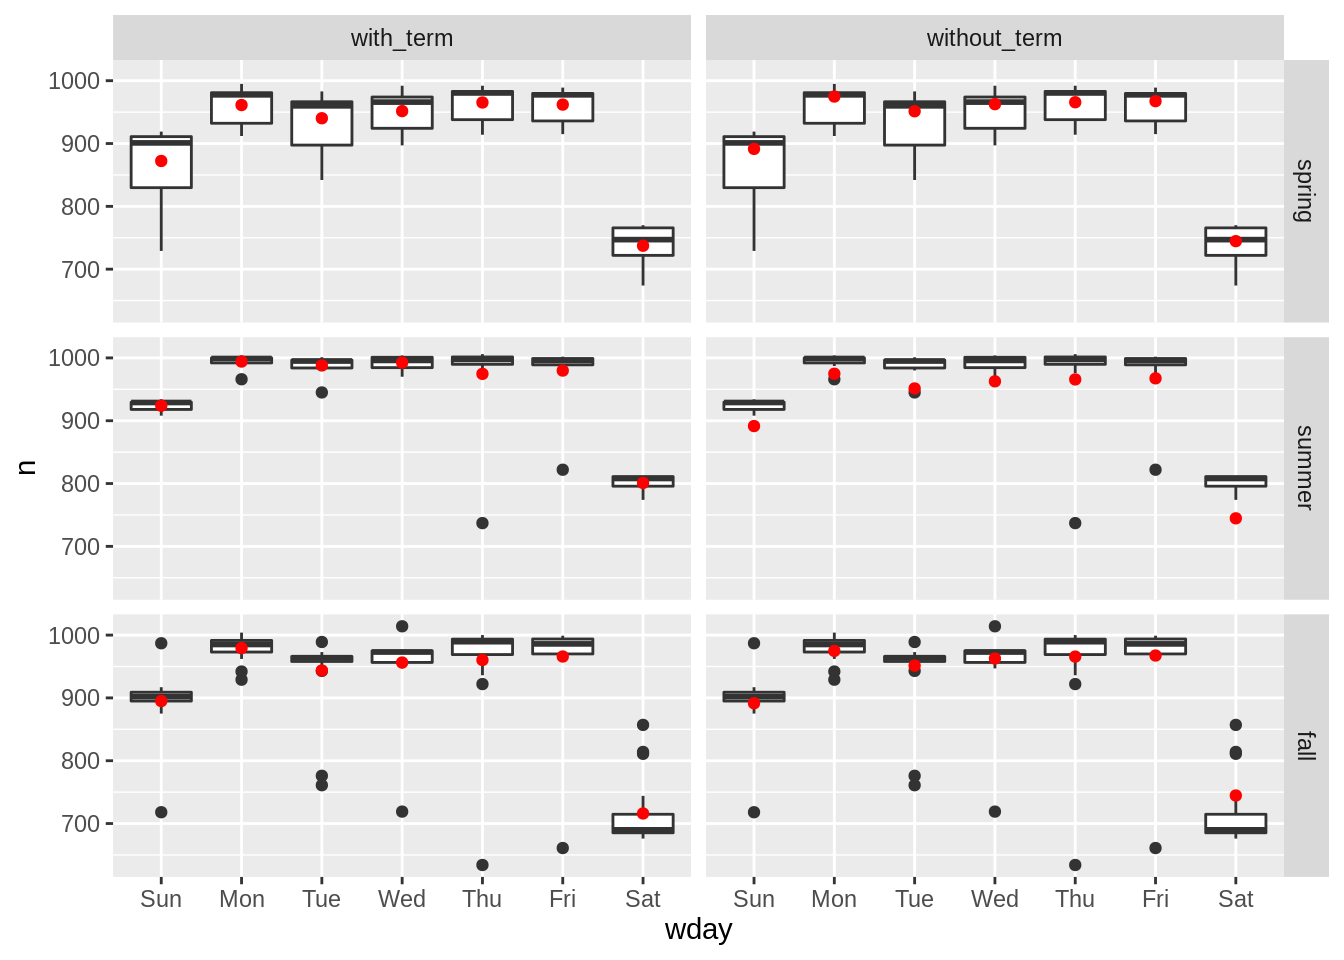 with_term without_term
1000
900
800
700
spring
1000
900
800
700
summer
n
1000
900
800
700
fall
Sun Mon Tue Wed Thu Fri Sat Sun Mon Tue Wed Thu Fri Sat
wday